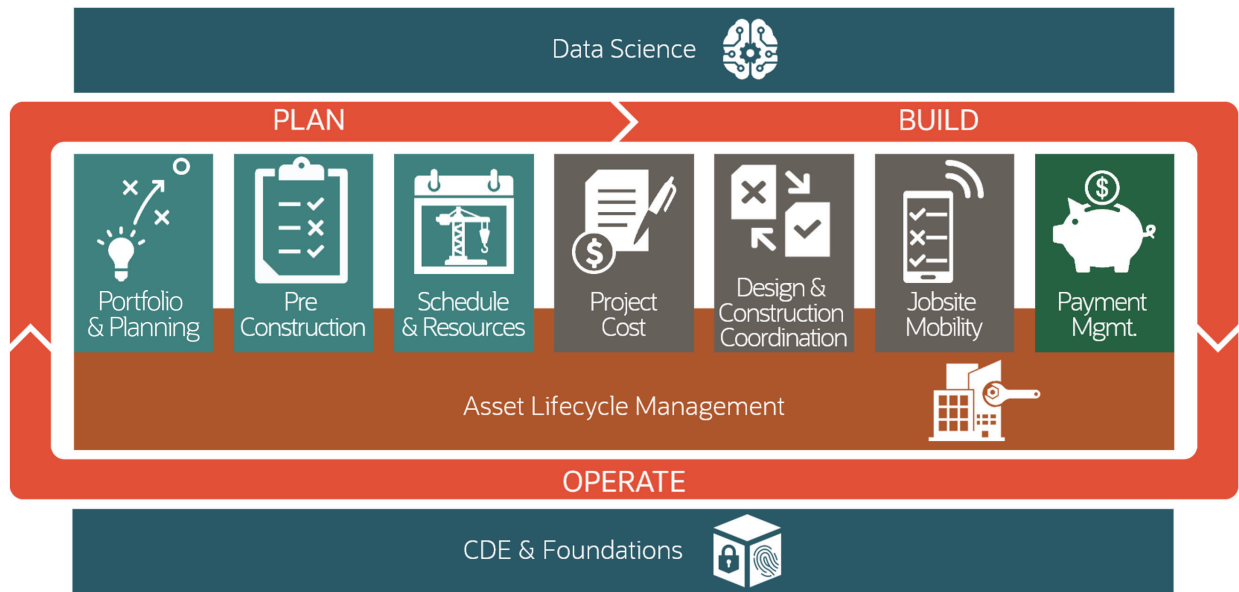 Data Science
PLAN
BUILD
Portfolio
& Planning
Pre
Construction
Schedule
& Resources
$
Project
Cost
Design &
Construction
Coordination
Jobsite
Mobility
$
Payment
Mgmt.
Asset Lifecycle Management
OPERATE
CDE & Foundations